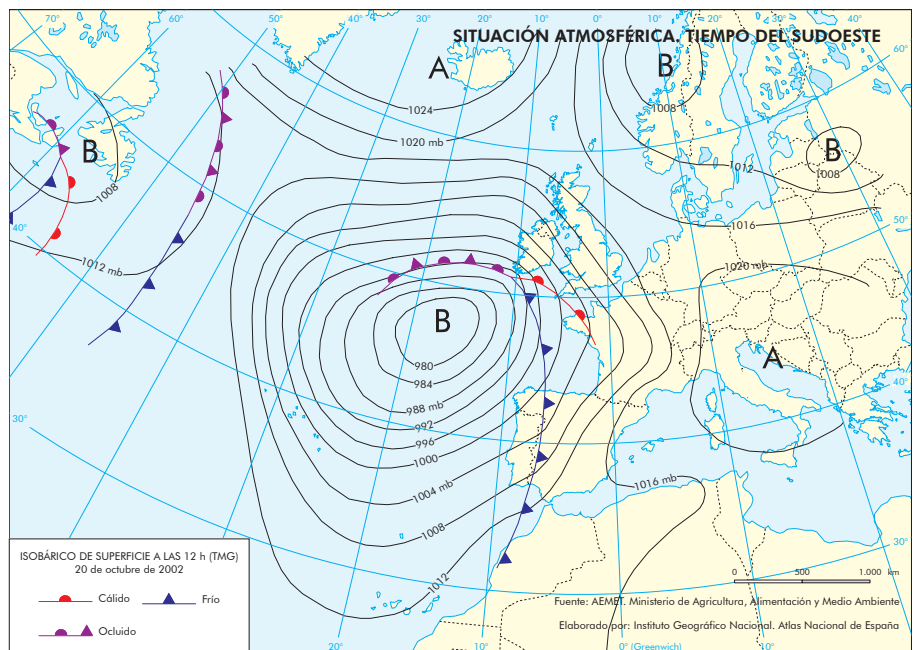 70° 60° 50° 40° 30° 20° 10° 0° 10° 20° 30° 40°
SITUACIÓN ATMOSFÉRICA. TIEMPO DEL SUDOESTE
60° 60°
A B
1024
1008
1020 mb
B B
1012
1008
1008
50°
1016
40°
1012 mb
1020 mb
B
A
980
984
40°
988 mb
30°
992
996
1000
1016 mb
1004 mb
1008
30°
1012
ISOBÁRICO DE SUPERFICIE A LAS 12 h (TMG)
20 de octubre de 2002
Cálido Frío
Ocluido
0 500 1.000 km
Fuente: AEMET. Ministerio de Agricultura, Alimentación y Medio Ambiente
Elaborado por: Instituto Geográfico Nacional. Atlas Nacional de España
20° 10° 0° (Greenwich) 10°